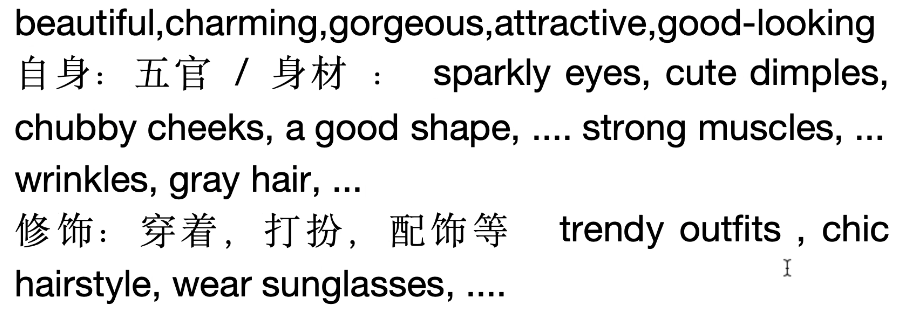 beautiful,charming,gorgeous,attractive,good-looking
自身：五官 / 身材 ： sparkly eyes, cute dimples,
chubby cheeks, a good shape, .... strong muscles, ...
wrinkles, gray hair, ...
修饰：穿着，打扮，配饰等 trendy outfits , chic
hairstyle, wear sunglasses, ....